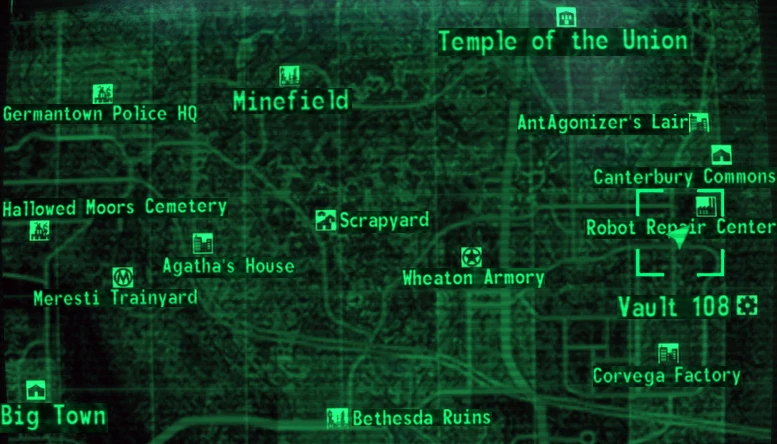 Temple of the Union
Minefield
Germantown Police HQ
AntAgonizer's Lair
Canterbury Commons
Hallowed Moors Cemetery
Scrapyard
Robot Repair Center
Agatha's House
Wheaton Armory
Meresti Trainyard
Vault 108
Corvega Factory
Big Town
Bethesda Ruins